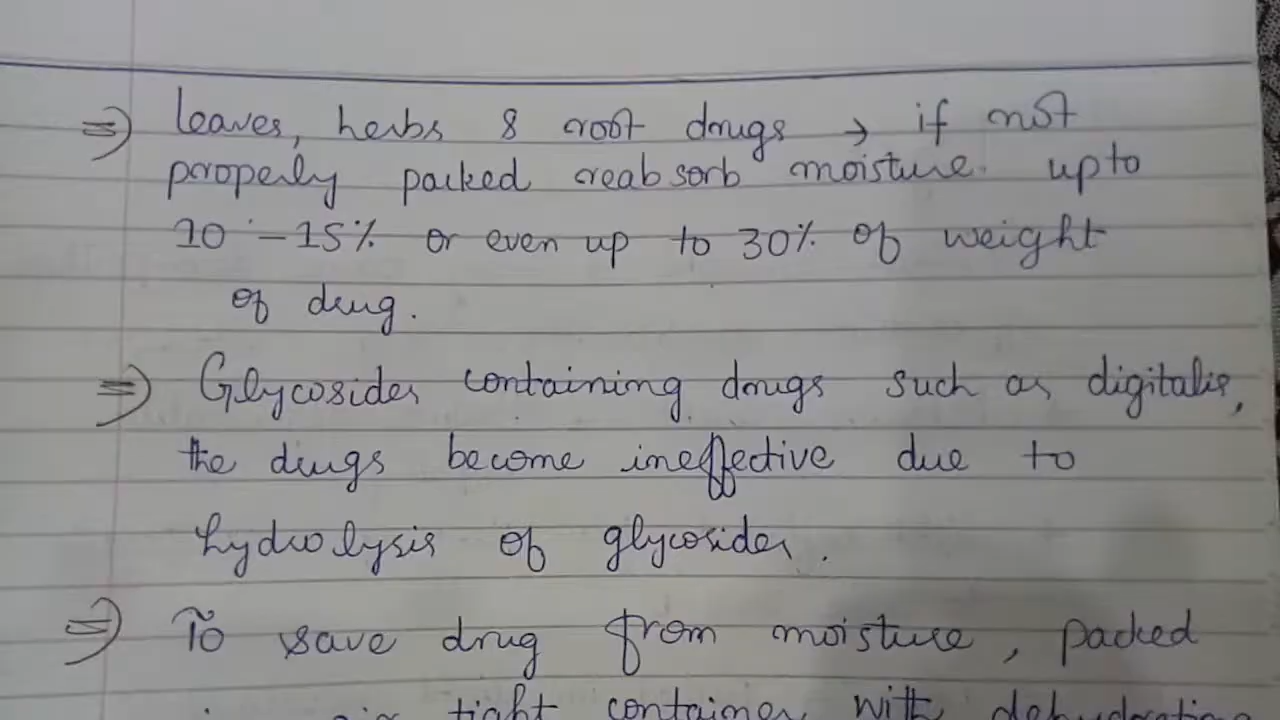 ⇒ leaves, herbs & root drugs → if not
properly packed reabsorb moisture upto
10 - 15% or even up to 30% of weight
of drug.
⇒ Glycosides containing drugs such as digitalis,
the drugs become ineffective due to
hydrolysis of glycosides.
⇒ To save drug from moisture, packed
air tight container with dehydrating